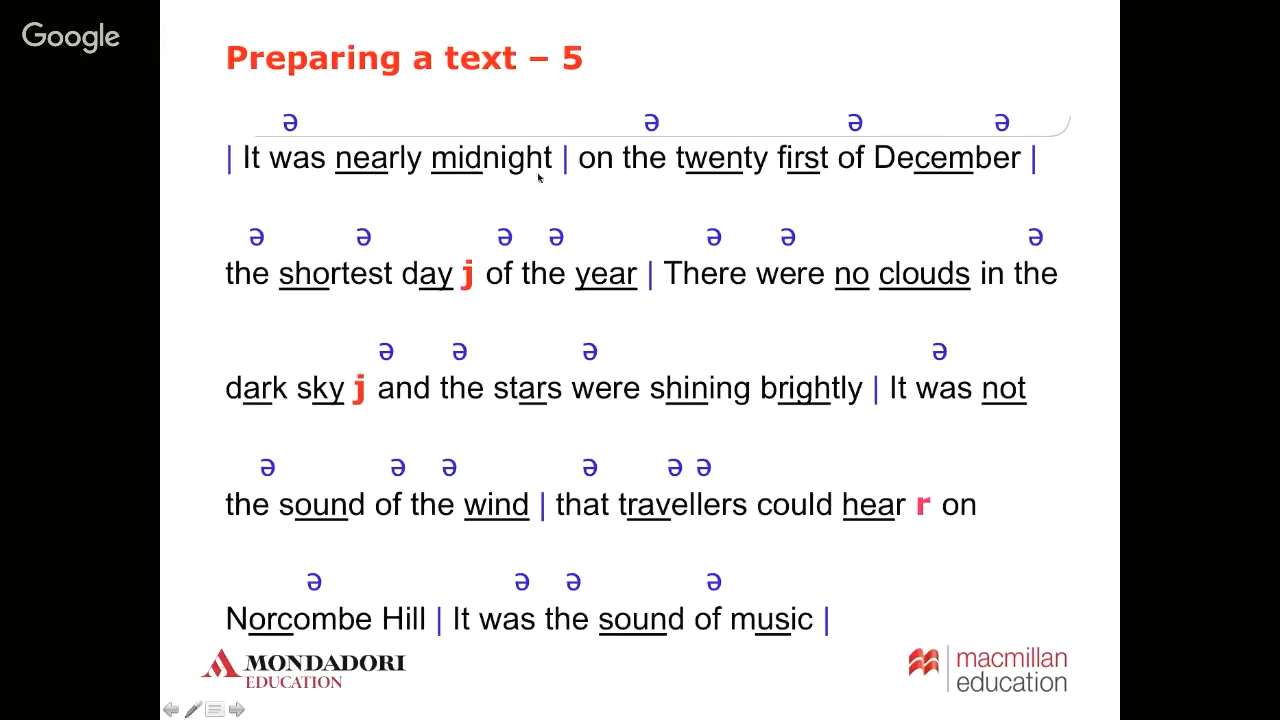 Google
Preparing a text – 5
ə ə ə ə
| It was nearly midnight | on the twenty first of December |
ə ə ə ə ə ə ə
the shortest day j of the year | There were no clouds in the
ə ə ə ə
dark sky j and the stars were shining brightly | It was not
ə ə ə ə ə ə
the sound of the wind | that travellers could hear r on
ə ə ə ə
Norcombe Hill | It was the sound of music |
MONDADORI
EDUCATION
macmillan
education